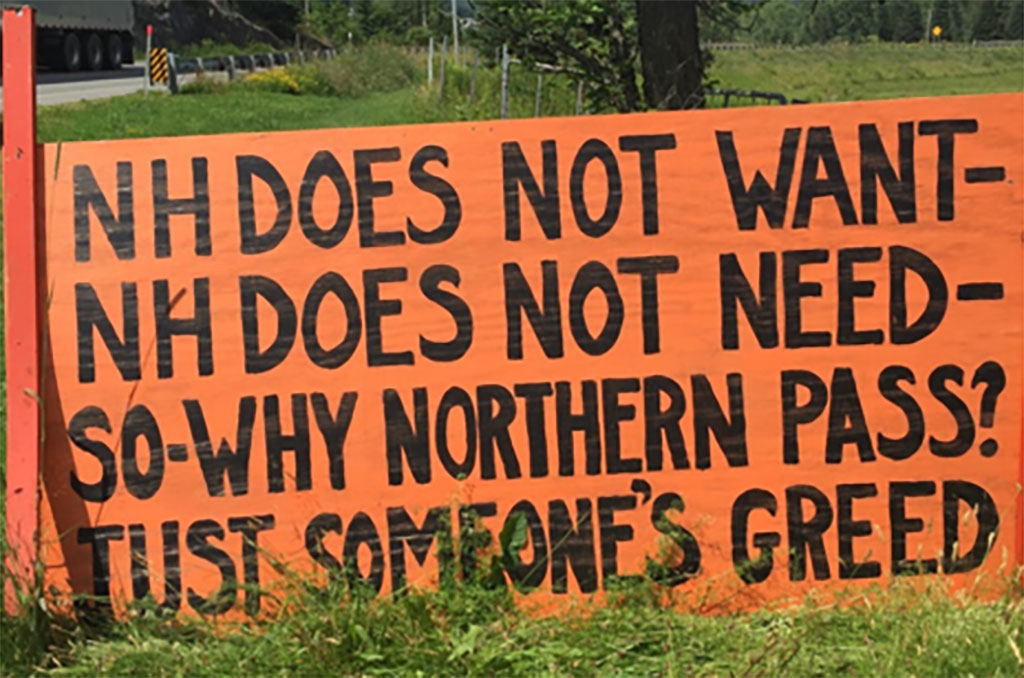 NH DOES NOT WANT-
NH DOES NOT NEED-
SO-WHY NORTHERN PASS?
JUST SOMEONE'S GREED